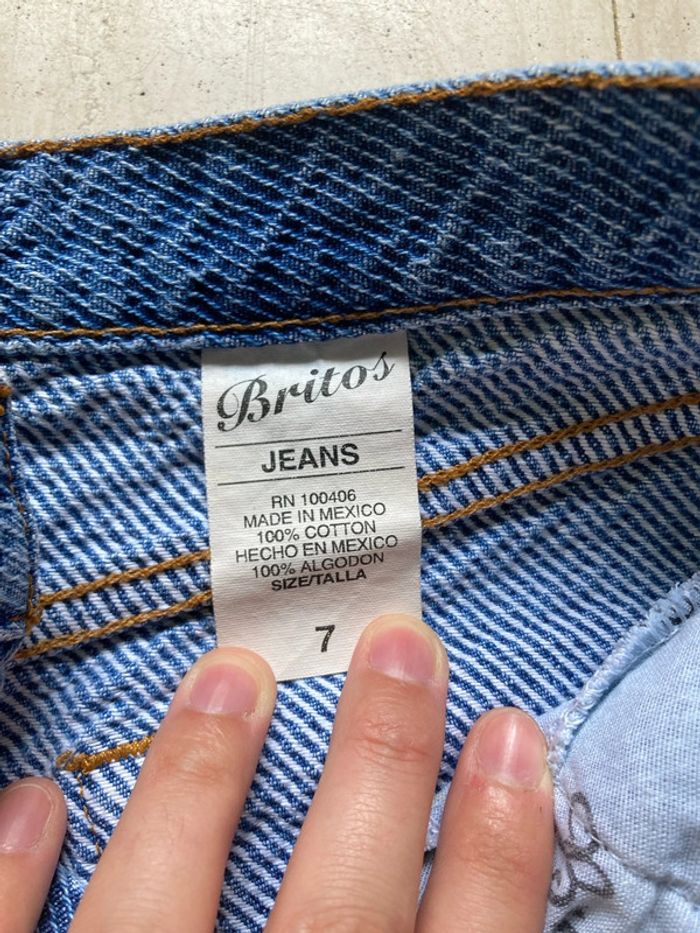 Britos
JEANS
RN 100406
MADE IN MEXICO
100% COTTON
HECHO EN MEXICO
100% ALGODON
SIZE/TALLA
7